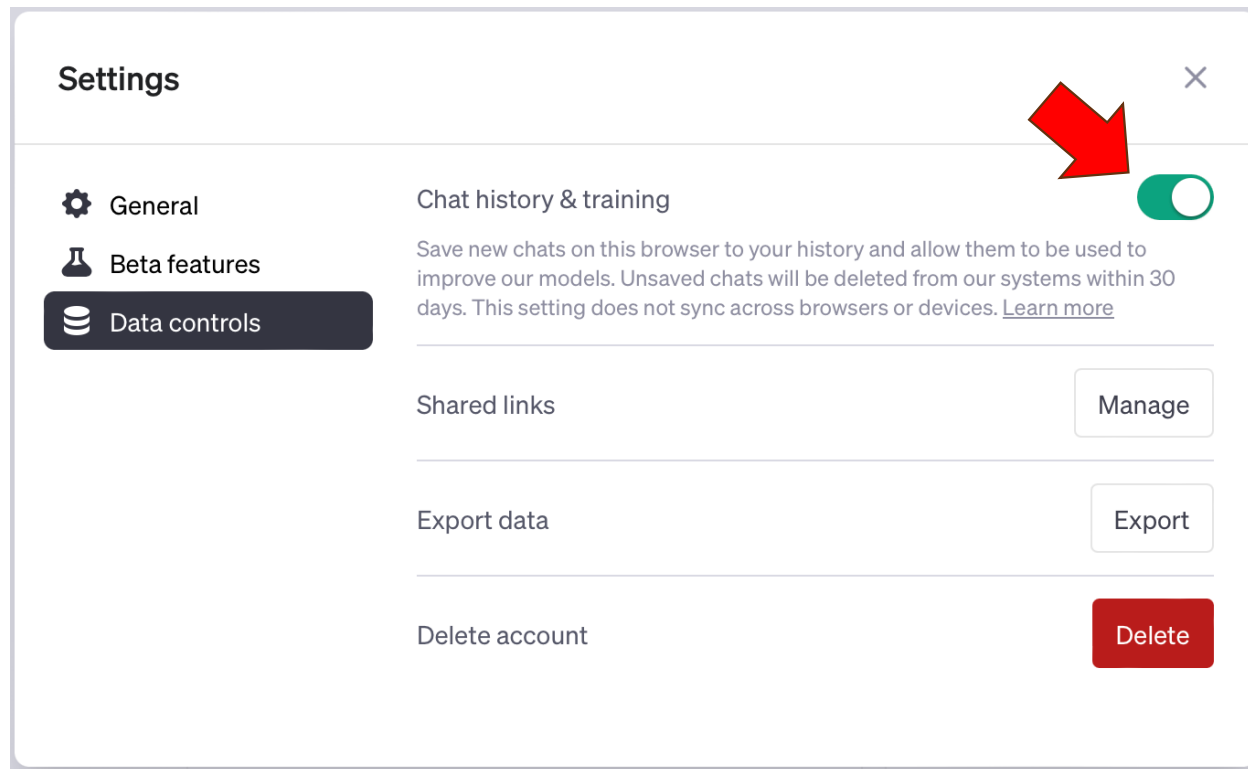 Settings
General
Beta features
Data controls
Chat history & training
Save new chats on this browser to your history and allow them to be used to
improve our models. Unsaved chats will be deleted from our systems within 30
days. This setting does not sync across browsers or devices. Learn more
Shared links
Manage
Export data
Export
Delete account
Delete